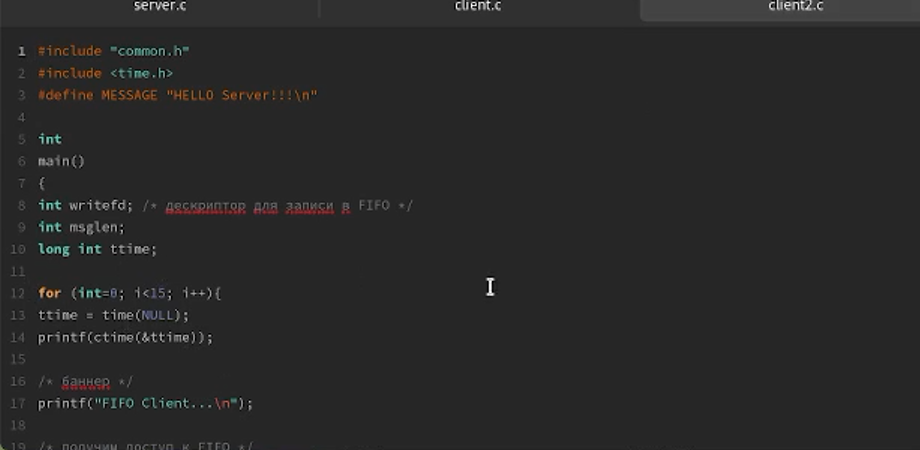 server.c client.c client2.c
1 #include "common.h"
2 #include <time.h>
3 #define MESSAGE "HELLO Server!!!\n"
4
5 int
6 main()
7 {
8 int writefd; /* дескриптор для записи в FIFO */
9 int msglen;
10 long int ttime;
11
12 for (int=0; i<15; i++){
13 ttime = time(NULL);
14 printf(ctime(&ttime));
15
16 /* баннер */
17 printf("FIFO Client...\n");
18
19 /* получим доступ к FIFO */